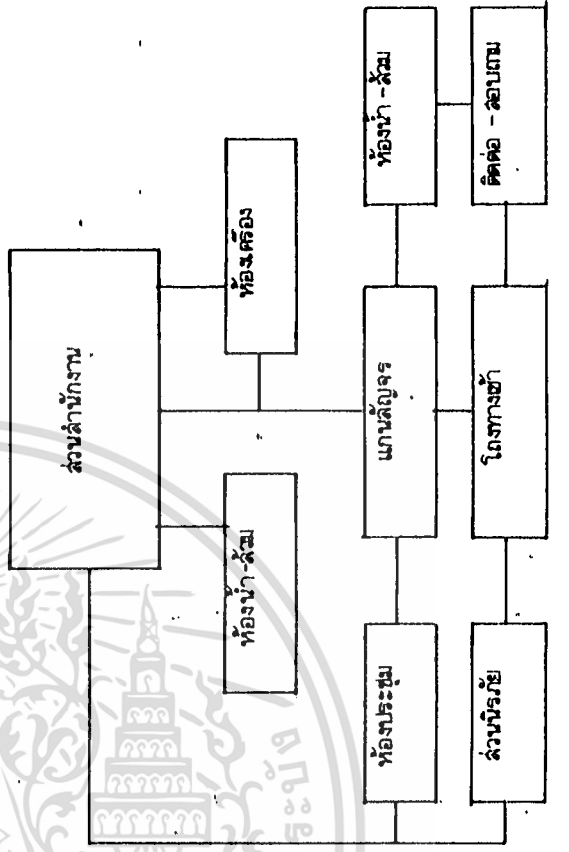 ส่วนสำนักงาน
ห้องน้ำ-ส้วม
ห้องเครื่อง
ห้องประชุม
แกนสัญจร
ห้องน้ำ - ส้วม
ส่วนนิรภัย
โถงทางเข้า
ติดต่อ - สอบถาม